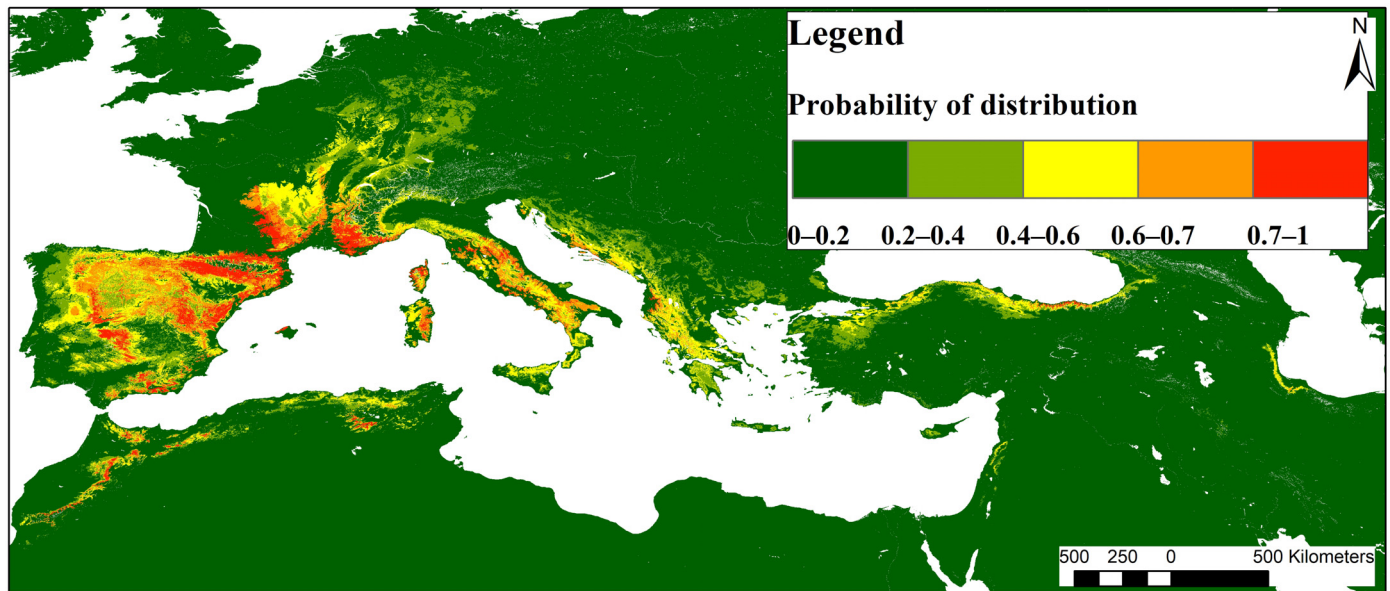 Legend
N
Probability of distribution
0–0.2 0.2–0.4 0.4–0.6 0.6–0.7 0.7–1
500 250 0 500 Kilometers